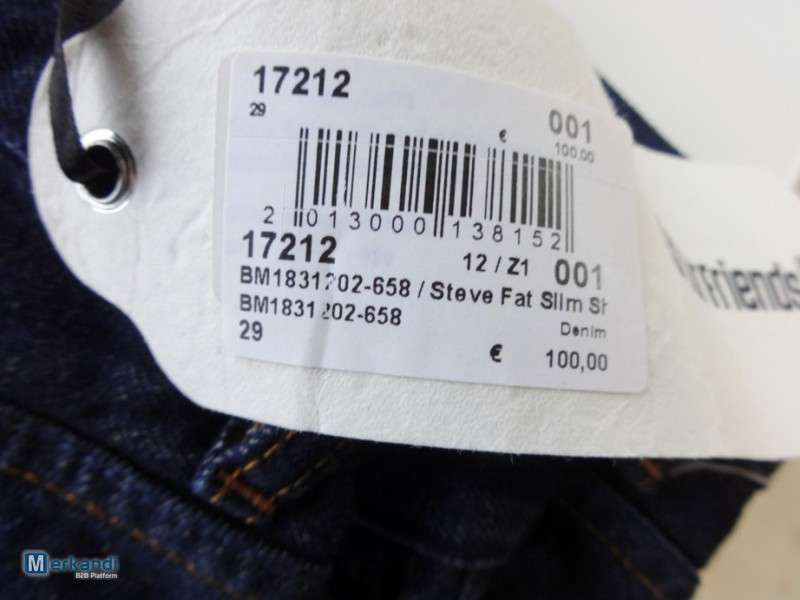 17212
29
€ 001
100,00
2 013000 138152
17212 12 / Z1 001
BM1831202-658 / Steve Fat Slim Sh
BM1831202-658 Denim
29 € 100,00
Friends
Merkandi
B2B Platform